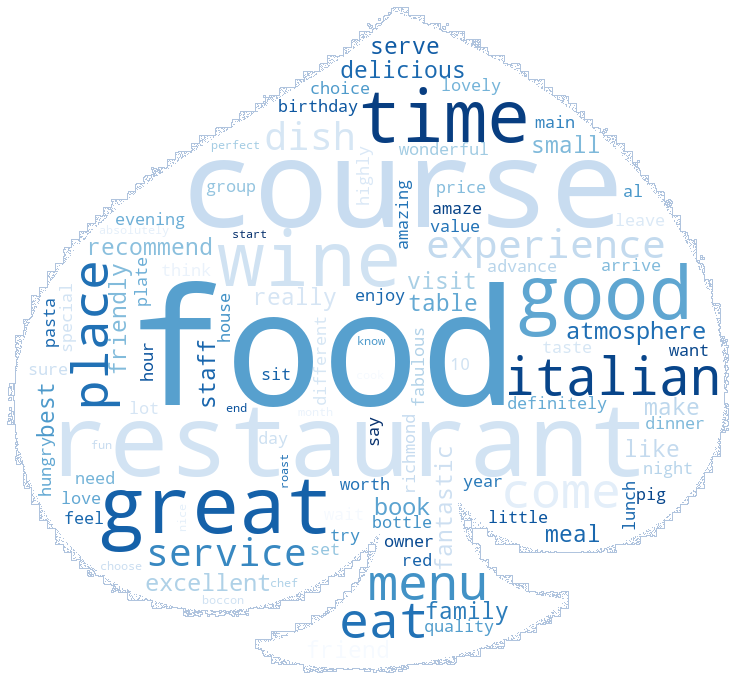 serve
delicious
choice
lovely
birthday
time
main
dish
small
perfect
wonderful
course
highly
group
price
al
amazing
amaze
evening
value
leave
absolutely
start
recommend
wine
experience
think
plate
advance
arrive
friendly
place
special
pasta
house
really
enjoy
visit
table
good
atmosphere
food
know
hour
staff
different
fabulous
taste
want
sure
sit
10
italian
best
lot
end
month
definitely
make
restaurant
say
dinner
fun
day
like
hungry
need
roast
richmond
fantastic
night
love
great
worth
year
come
pig
lunch
feel
nice
wait
book
bottle
little
try
owner
meal
service
set
red
choose
excellent
chef
menu
boccon
eat
family
quality
friend